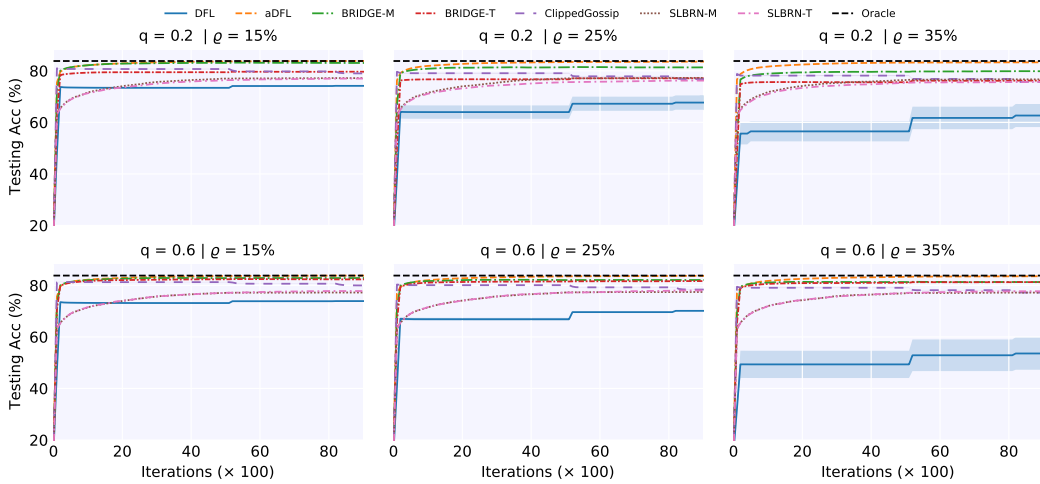 DFL aDFL BRIDGE-M BRIDGE-T ClippedGossip SLBRN-M SLBRN-T Oracle
q = 0.2 | ϱ = 15% q = 0.2 | ϱ = 25% q = 0.2 | ϱ = 35%
Testing Acc (%)
80
60
40
20
q = 0.6 | ϱ = 15% q = 0.6 | ϱ = 25% q = 0.6 | ϱ = 35%
Testing Acc (%)
80
60
40
20
0 20 40 60 80 0 20 40 60 80 0 20 40 60 80
Iterations (× 100) Iterations (× 100) Iterations (× 100)